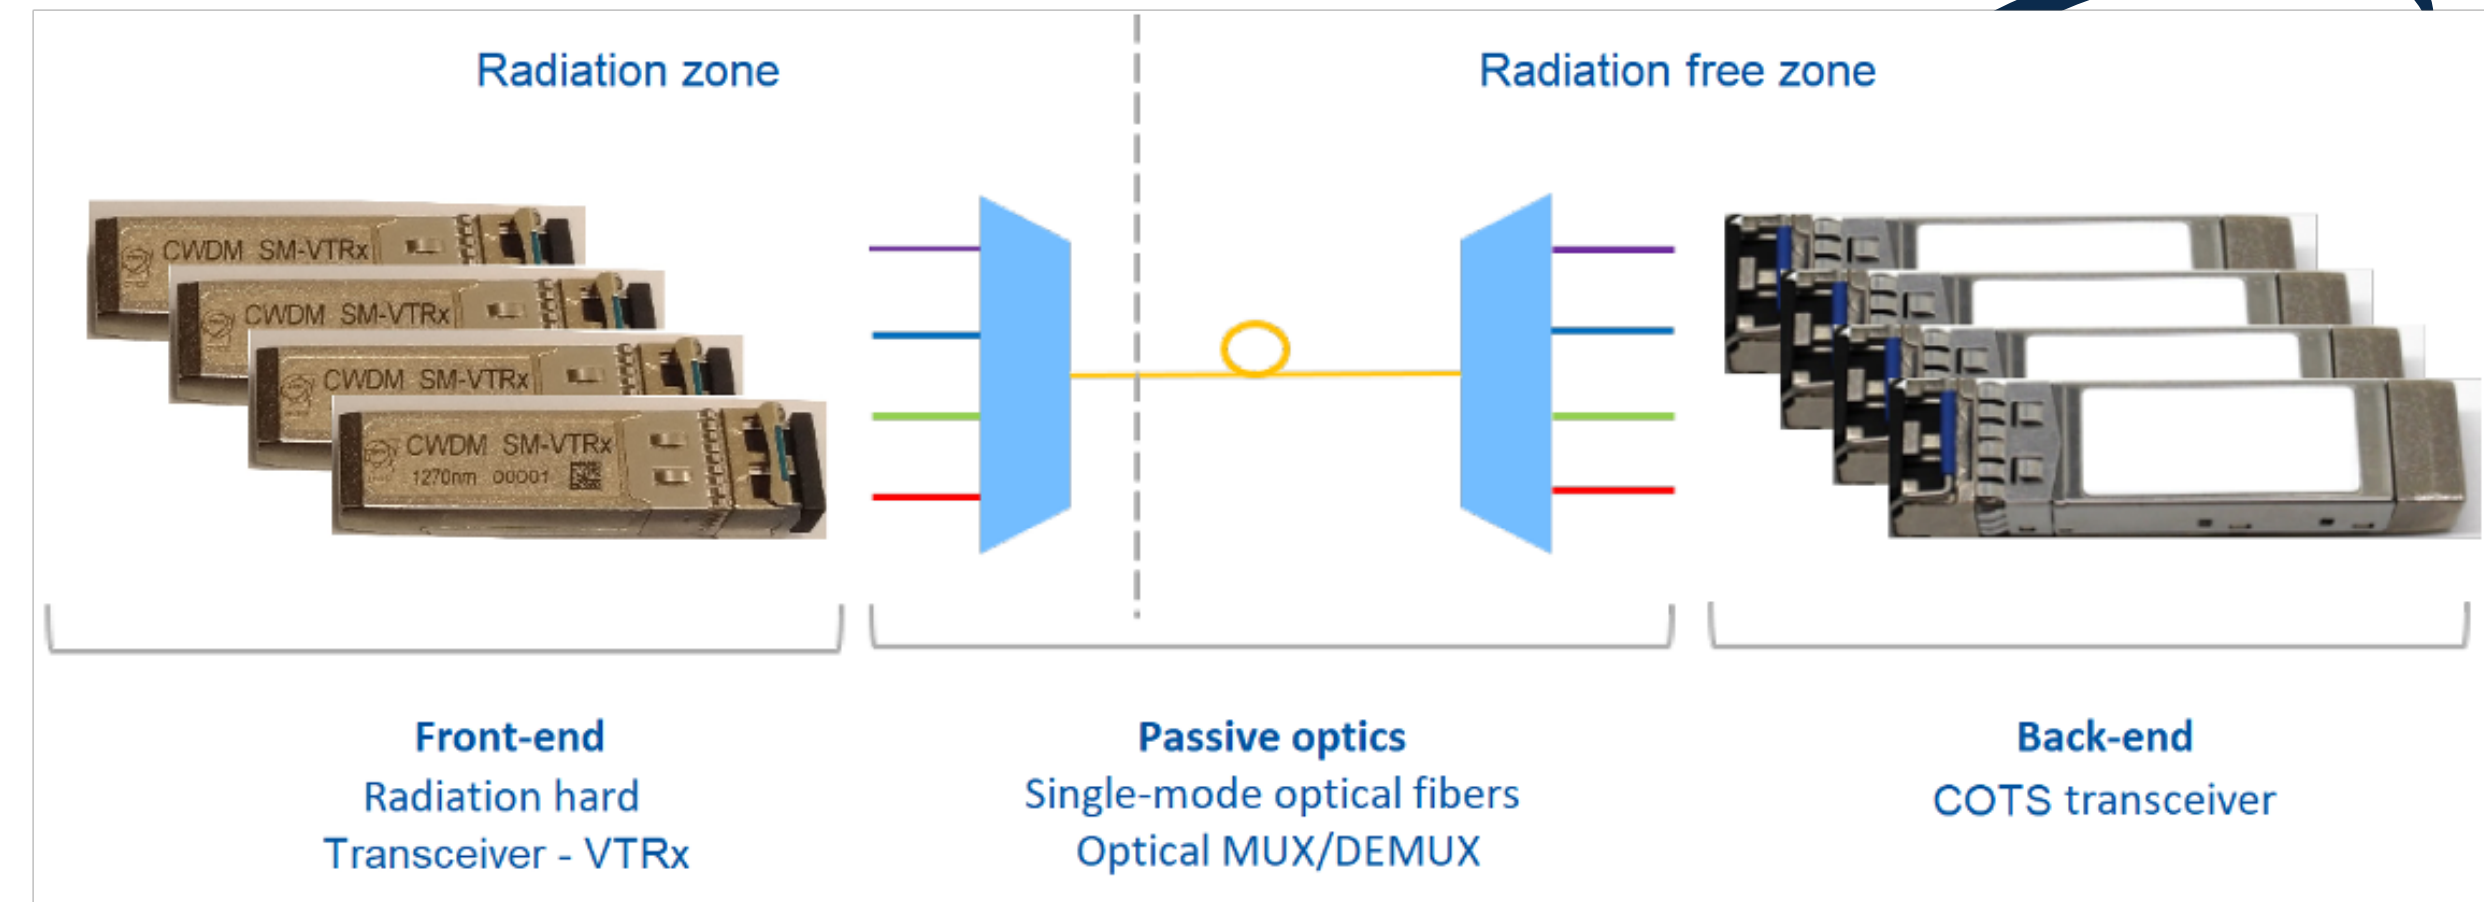 Radiation zone
Radiation free zone
CWDM SM-VTRx
CWDM SM-VTRx
CWDM SM-VTRx
CWDM SM-VTRx
1270nm 00001
Front-end
Radiation hard
Transceiver - VTRx
Passive optics
Single-mode optical fibers
Optical MUX/DEMUX
Back-end
COTS transceiver